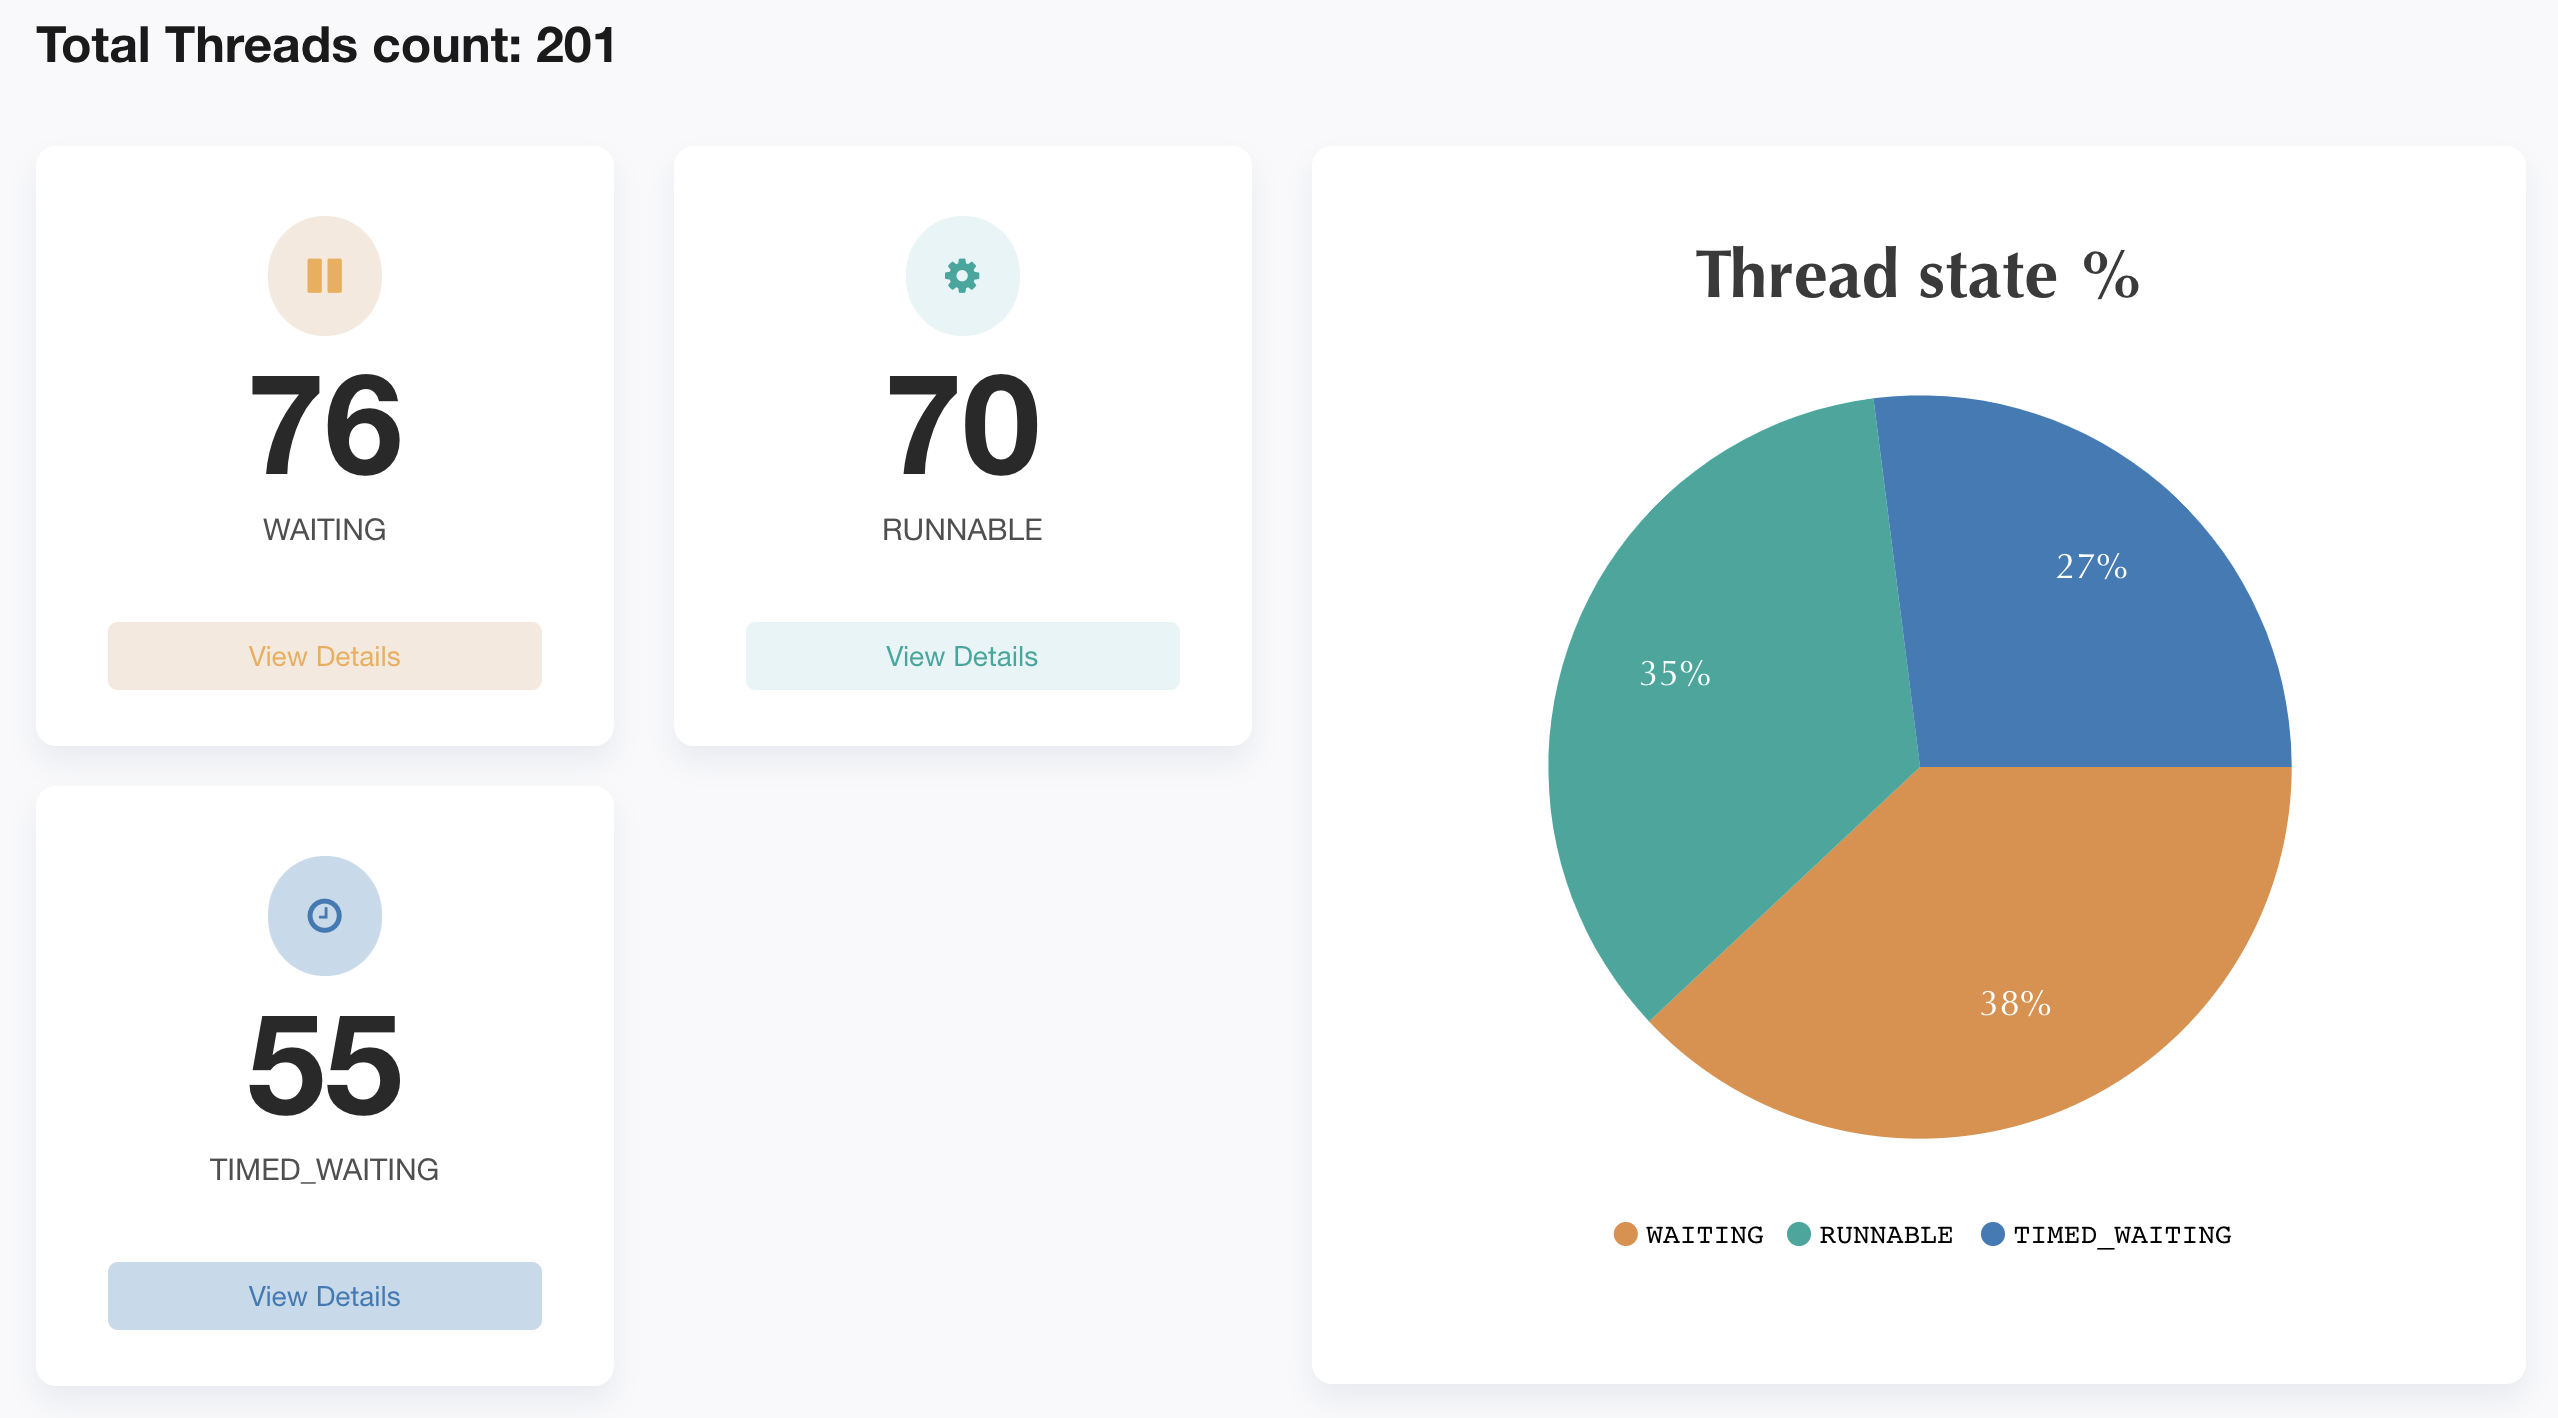 Total Threads count: 201
76
WAITING
View Details
70
RUNNABLE
View Details
55
TIMED_WAITING
View Details
Thread state %
27%
35%
38%
WAITING RUNNABLE TIMED_WAITING